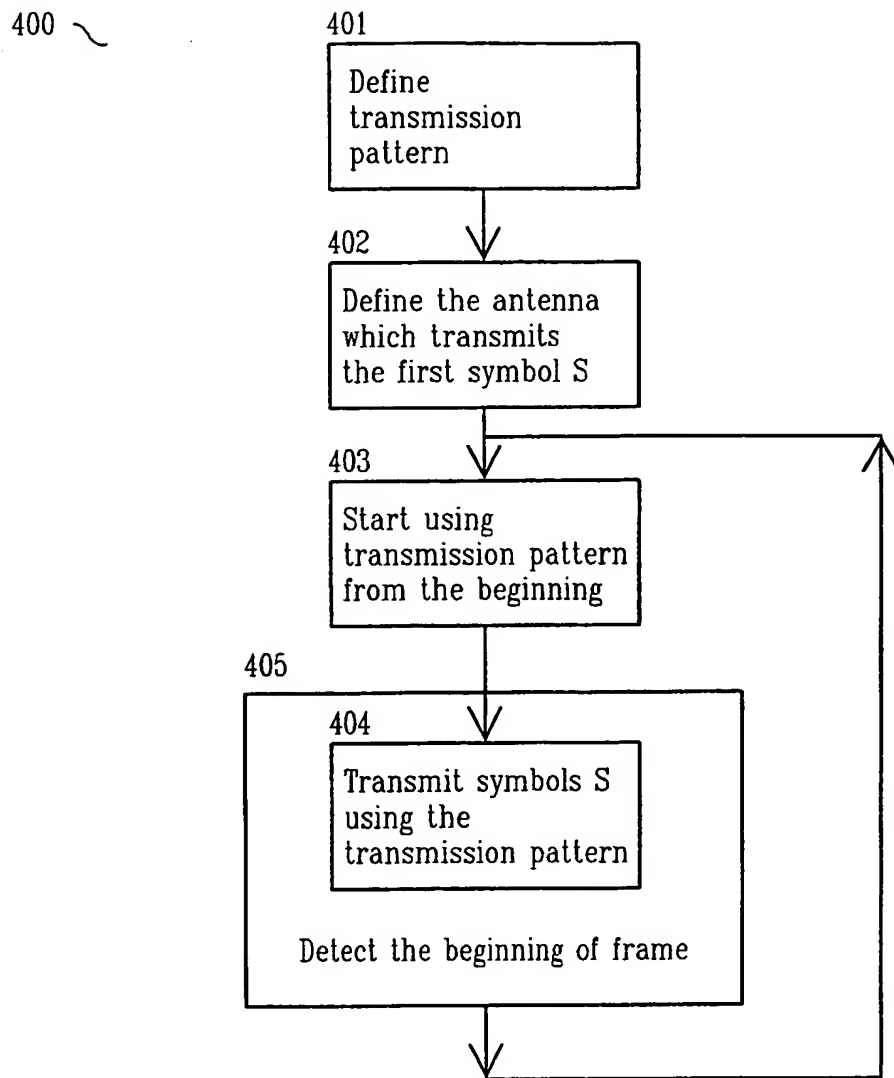 400
401
Define
transmission
pattern
402
Define the antenna
which transmits
the first symbol S
403
Start using
transmission pattern
from the beginning
405
404
Transmit symbols S
using the
transmission pattern
Detect the beginning of frame